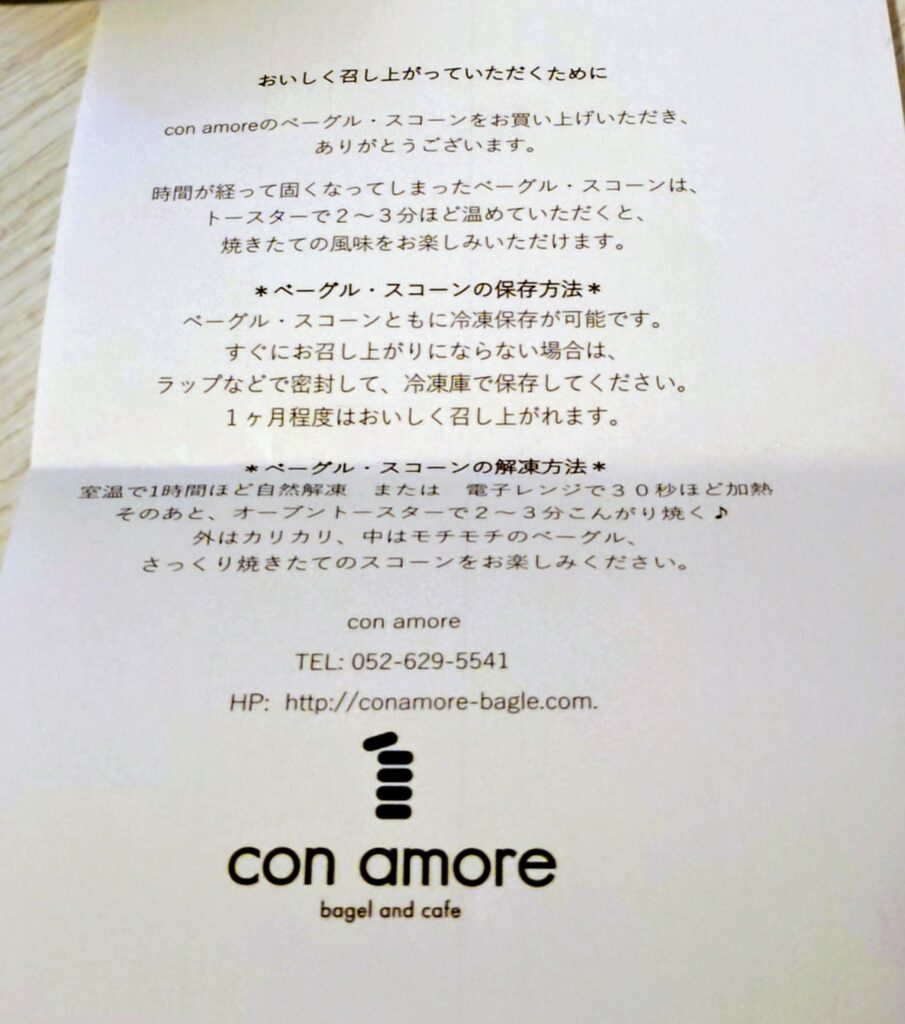 おいしく召し上がっていただくために
con amoreのベーグル・スコーンをお買い上げいただき、
ありがとうございます。
時間が経って固くなってしまったベーグル・スコーンは、
トースターで２～３分ほど温めていただくと、
焼きたての風味をお楽しみいただけます。
＊ベーグル・スコーンの保存方法＊
ベーグル・スコーンともに冷凍保存が可能です。
すぐにお召し上がりにならない場合は、
ラップなどで密封して、冷凍庫で保存してください。
１ヶ月程度はおいしく召し上がれます。
＊ベーグル・スコーンの解凍方法＊
室温で1時間ほど自然解凍　または　電子レンジで３０秒ほど加熱
そのあと、オーブントースターで２～３分こんがり焼く♪
外はカリカリ、中はモチモチのベーグル、
さっくり焼きたてのスコーンをお楽しみください。
con amore
TEL: 052-629-5541
HP: http://conamore-bagle.com.
con amore
bagel and cafe